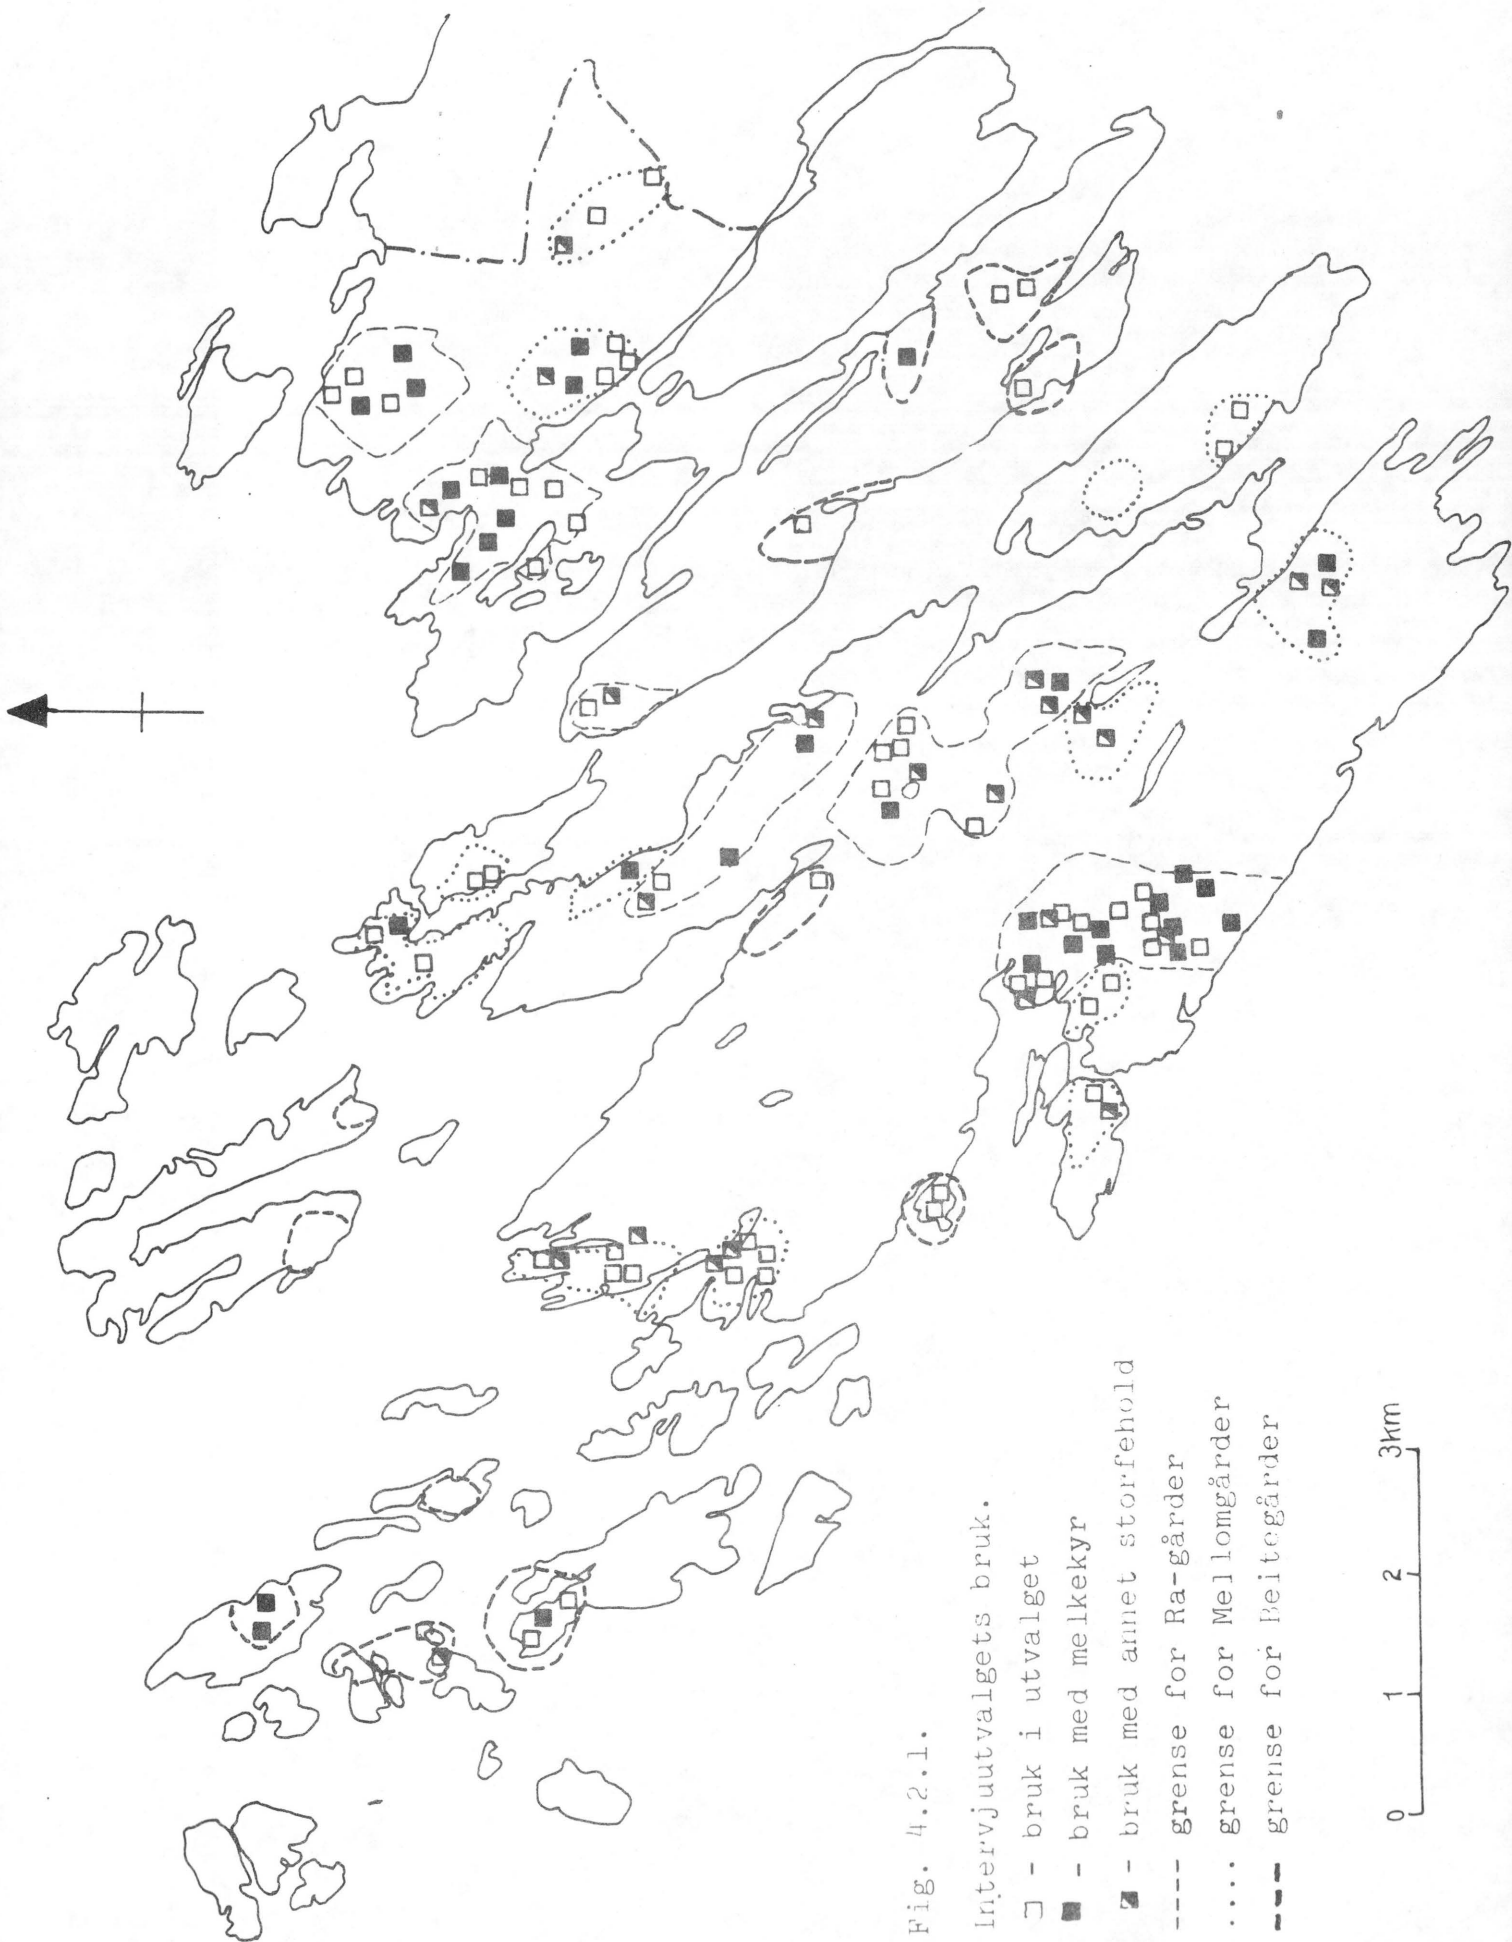 Fig. 4.2.1.
Intervjuutvalgets bruk.
□ - bruk i utvalget
■ - bruk med melkekyr
◪ - bruk med annet storfehold
---- grense for Ra-gårder
.... grense for Mellomgårder
--- grense for Beitegårder
0 1 2 3km